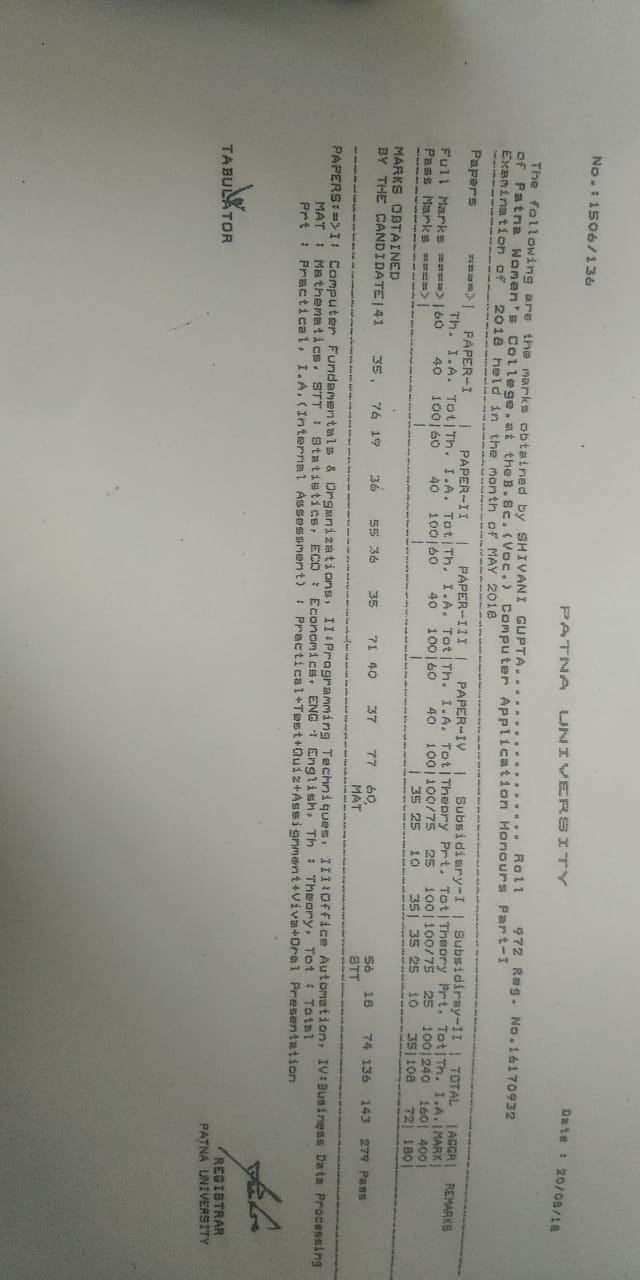 No.:1506/136
PATNA UNIVERSITY
Date : 20/08/18
The following are the marks obtained by SHIVANI GUPTA................. Roll 972 Reg. No.16170932
of Patna Women's College.at theB.Sc.(Voc.) Computer Application Honours Part-I
Examination of 2018 held in the month of MAY 2018
Papers ====>| PAPER-I | PAPER-II | PAPER-III | PAPER-IV | Subsidiary-I | Subsidiray-II | TOTAL |AGGR| REMARKS
Th. I.A. Tot|Th. I.A. Tot|Th. I.A. Tot|Th. I.A. Tot|Theory Prt. Tot|Theory Prt. Tot|Th. I.A.|MARK|
Full Marks ====>|60 40 100|60 40 100|60 40 100|60 40 100|100/75 25 100|100/75 25 100|240 160| 400|
Pass Marks ====>| | | | | 35 25 10 35| 35 25 10 35|108 72| 180|
MARKS OBTAINED
BY THE CANDIDATE|41 35, 76 19 36 55 36 35 71 40 37 77 60, 56 18 74 136 143 279 Pass
MAT STT
PAPERS:=>I: Computer Fundamentals & Organizations, II:Programming Techniques, III:Office Automation, IV:Business Data Processing
MAT : Mathematics, STT : Statistics, ECO : Economics, ENG : English, Th : Theory, Tot : Total
Prt : Practical, I.A.(Internal Assessment) : Practical+Test+Quiz+Assignment+Viva+Oral Presentation
TABULATOR
REGISTRAR
PATNA UNIVERSITY